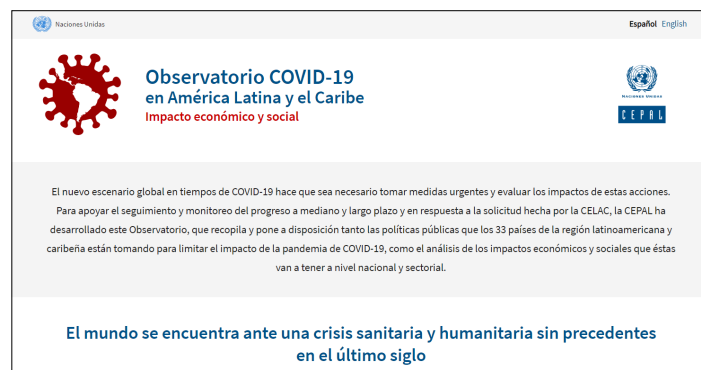 Naciones Unidas
Español English
Observatorio COVID-19
en América Latina y el Caribe
Impacto económico y social
NACIONES UNIDAS
CEPAL
El nuevo escenario global en tiempos de COVID-19 hace que sea necesario tomar medidas urgentes y evaluar los impactos de estas acciones.
Para apoyar el seguimiento y monitoreo del progreso a mediano y largo plazo y en respuesta a la solicitud hecha por la CELAC, la CEPAL ha
desarrollado este Observatorio, que recopila y pone a disposición tanto las políticas públicas que los 33 países de la región latinoamericana y
caribeña están tomando para limitar el impacto de la pandemia de COVID-19, como el análisis de los impactos económicos y sociales que éstas
van a tener a nivel nacional y sectorial.
El mundo se encuentra ante una crisis sanitaria y humanitaria sin precedentes
en el último siglo